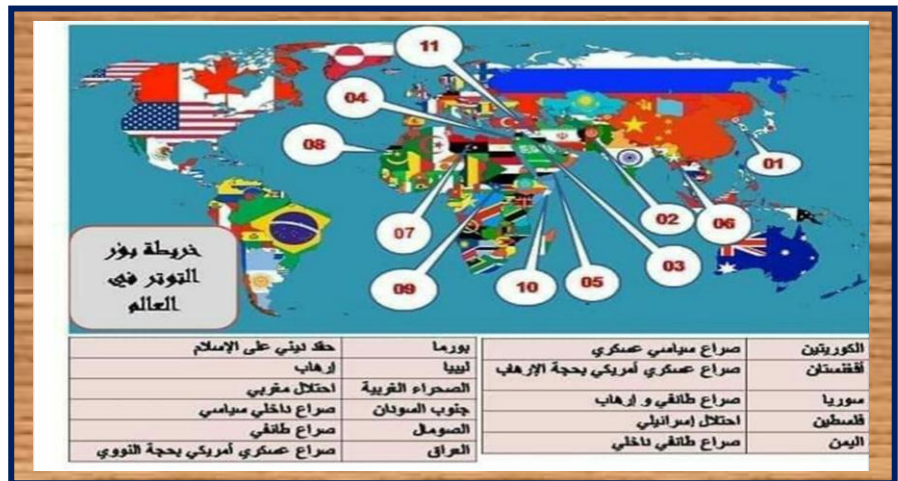 11
04
08
01
02
06
07
03
09
10
05
خريطة بؤر
التوتر في
العالم
الكوريتين صراع سياسي عسكري
أفغنستان صراع عسكري أمريكي بحجة الإرهاب
سوريا صراع طائفي و إرهاب
فلسطين احتلال إسرائيلي
اليمن صراع طائفي داخلي
بورما حقد ديني على الإسلام
ليبيا إرهاب
الصحراء الغربية احتلال مغربي
جنوب السودان صراع داخلي سياسي
الصومال صراع طائفي
العراق صراع عسكري أمريكي بحجة النووي